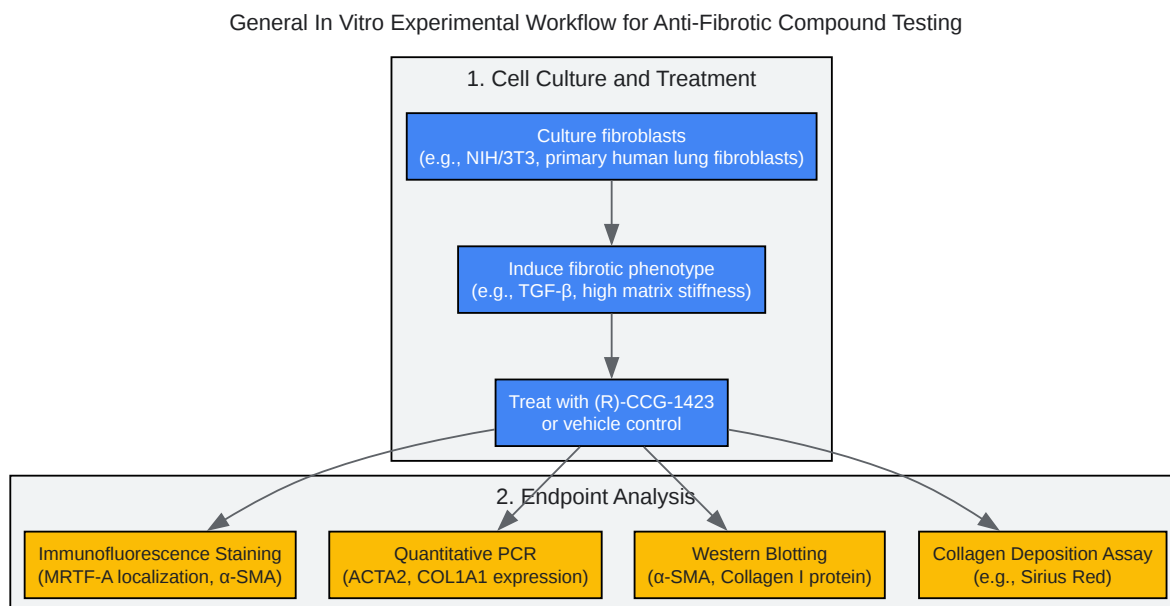 General In Vitro Experimental Workflow for Anti-Fibrotic Compound Testing
1. Cell Culture and Treatment
Culture fibroblasts
(e.g., NIH/3T3, primary human lung fibroblasts)
Induce fibrotic phenotype
(e.g., TGF-β, high matrix stiffness)
Treat with (R)-CCG-1423
or vehicle control
2. Endpoint Analysis
Immunofluorescence Staining
(MRTF-A localization, α-SMA)
Quantitative PCR
(ACTA2, COL1A1 expression)
Western Blotting
(α-SMA, Collagen I protein)
Collagen Deposition Assay
(e.g., Sirius Red)